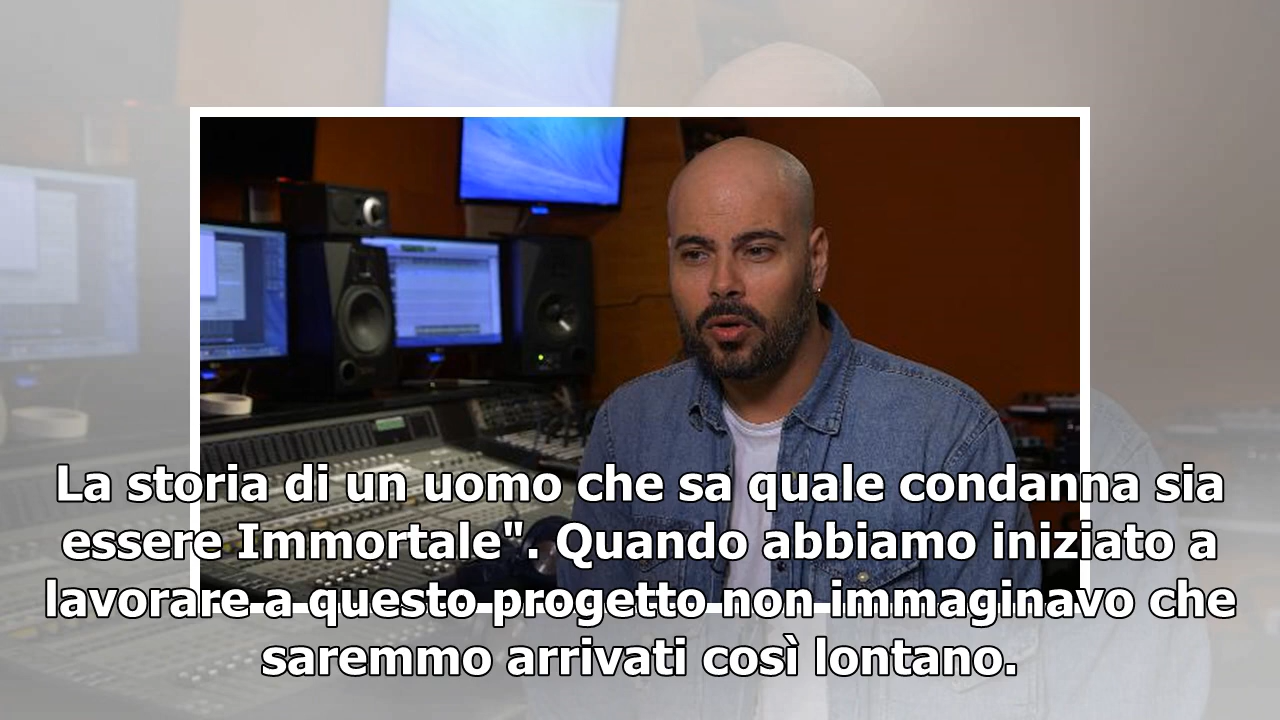 La storia di un uomo che sa quale condanna sia
essere Immortale". Quando abbiamo iniziato a
lavorare a questo progetto non immaginavo che
saremmo arrivati così lontano.